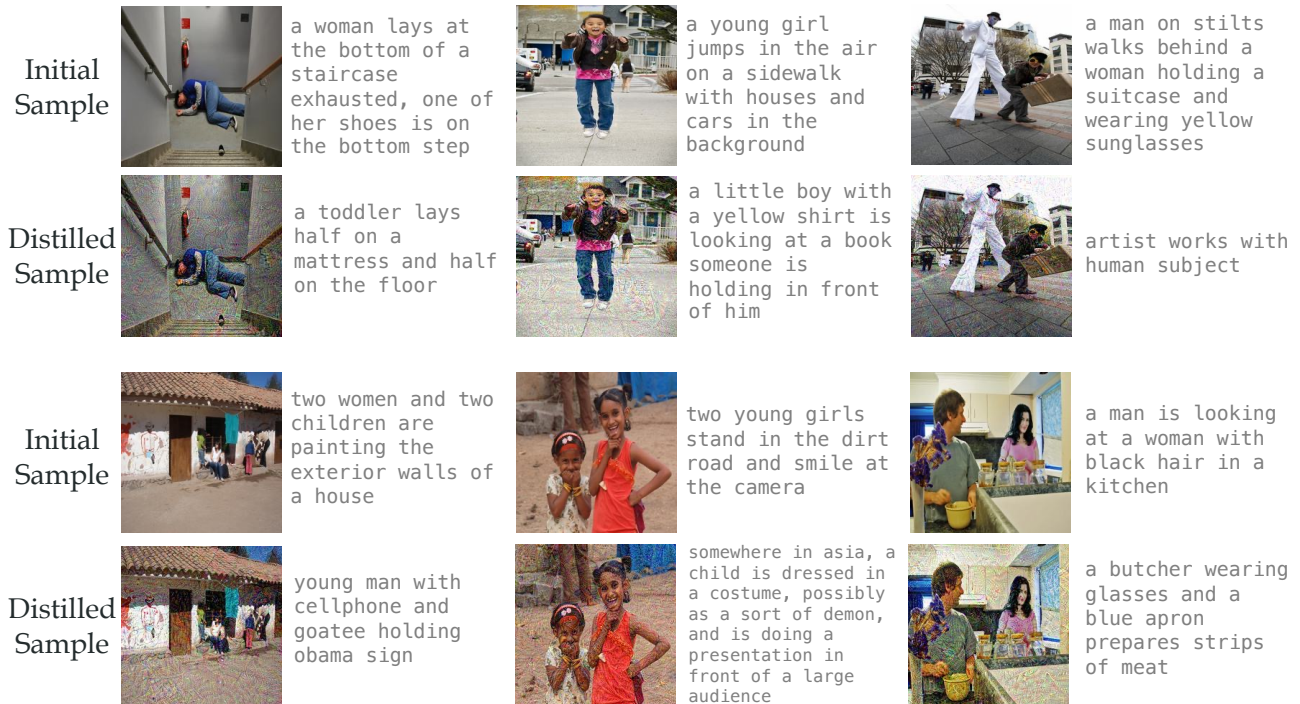 Initial
Sample
a woman lays at
the bottom of a
staircase
exhausted, one of
her shoes is on
the bottom step
a young girl
jumps in the air
on a sidewalk
with houses and
cars in the
background
a man on stilts
walks behind a
woman holding a
suitcase and
wearing yellow
sunglasses
Distilled
Sample
a toddler lays
half on a
mattress and half
on the floor
a little boy with
a yellow shirt is
looking at a book
someone is
holding in front
of him
artist works with
human subject
Initial
Sample
two women and two
children are
painting the
exterior walls of
a house
two young girls
stand in the dirt
road and smile at
the camera
a man is looking
at a woman with
black hair in a
kitchen
Distilled
Sample
young man with
cellphone and
goatee holding
obama sign
somewhere in asia, a
child is dressed in
a costume, possibly
as a sort of demon,
and is doing a
presentation in
front of a large
audience
a butcher wearing
glasses and a
blue apron
prepares strips
of meat